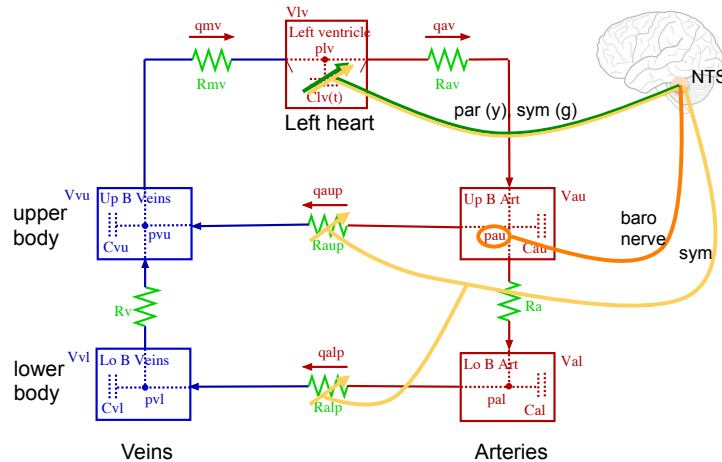 Vlv
qmv
Left ventricle
qav
plv
NTS
Rmv
Clv(t)
Rav
Left heart
par (y), sym (g)
Vvu
qaup
Vau
upper
body
Up B Veins
Up B Art
baro
nerve
Cvu
pvu
Raup
pau
Cau
sym
Rv
Ra
Vvl
qalp
Val
lower
body
Lo B Veins
Lo B Art
Cvl
pvl
Ralp
pal
Cal
Veins
Arteries